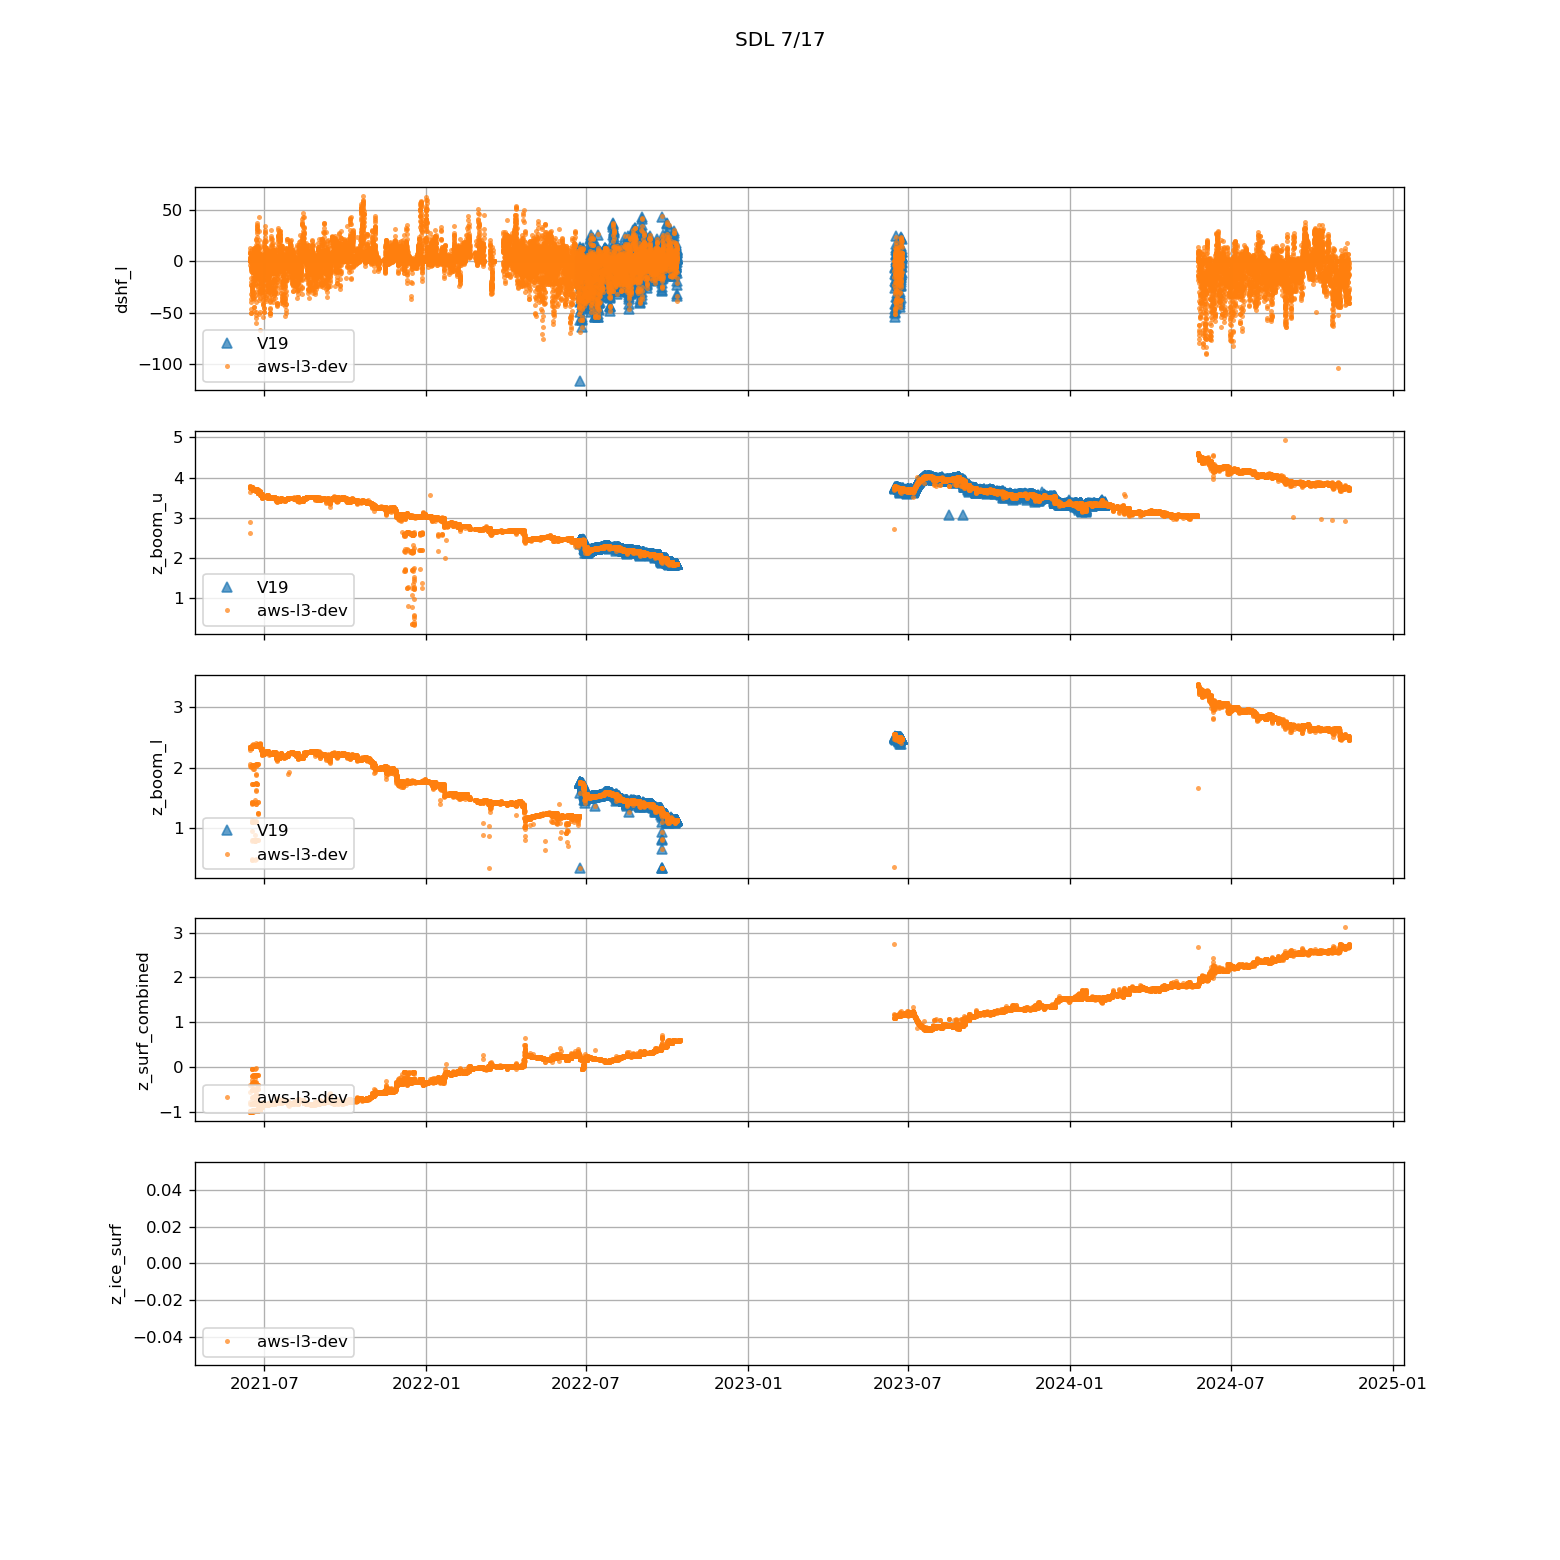 SDL 7/17
dshf_l
50
0
−50
−100
V19
aws-l3-dev
z_boom_u
5
4
3
2
1
V19
aws-l3-dev
z_boom_l
3
2
1
V19
aws-l3-dev
z_surf_combined
3
2
1
0
−1
aws-l3-dev
z_ice_surf
0.04
0.02
0.00
−0.02
−0.04
aws-l3-dev
2021-07 2022-01 2022-07 2023-01 2023-07 2024-01 2024-07 2025-01